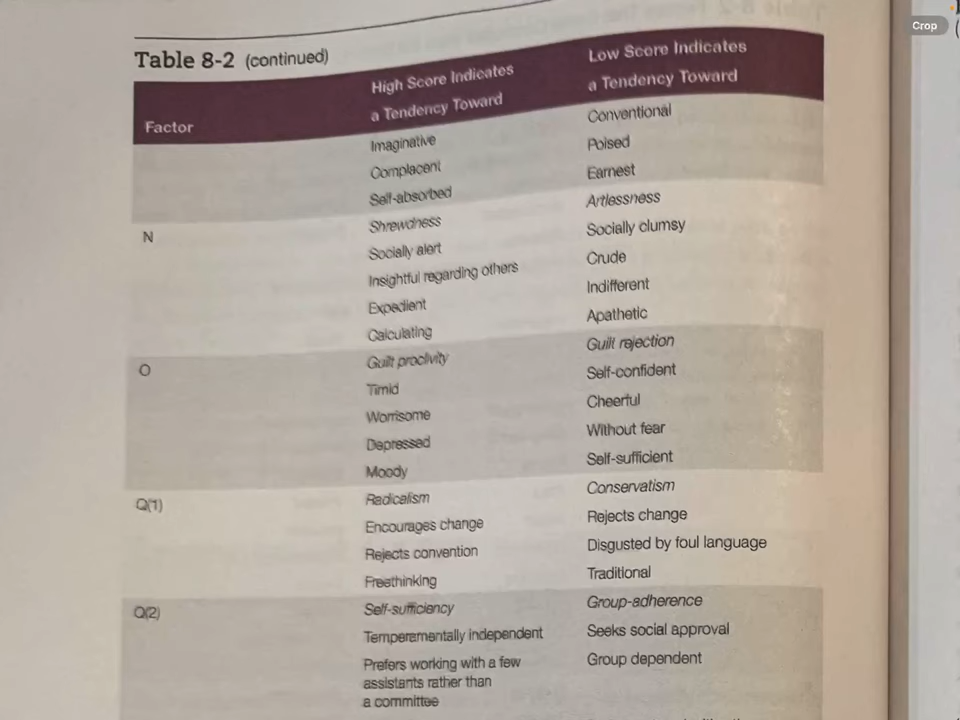 Crop
Table 8-2 (continued)
Factor High Score Indicates a Tendency Toward Low Score Indicates a Tendency Toward
Imaginative Conventional
Complacent Poised
Self-absorbed Earnest
N Shrewdness Artlessness
Socially alert Socially clumsy
Insightful regarding others Crude
Expedient Indifferent
Calculating Apathetic
O Guilt proclivity Guilt rejection
Timid Self-confident
Worrisome Cheerful
Depressed Without fear
Moody Self-sufficient
Q(1) Radicalism Conservatism
Encourages change Rejects change
Rejects convention Disgusted by foul language
Freethinking Traditional
Q(2) Self-sufficiency Group-adherence
Temperamentally independent Seeks social approval
Prefers working with a few Group dependent
assistants rather than
a committee